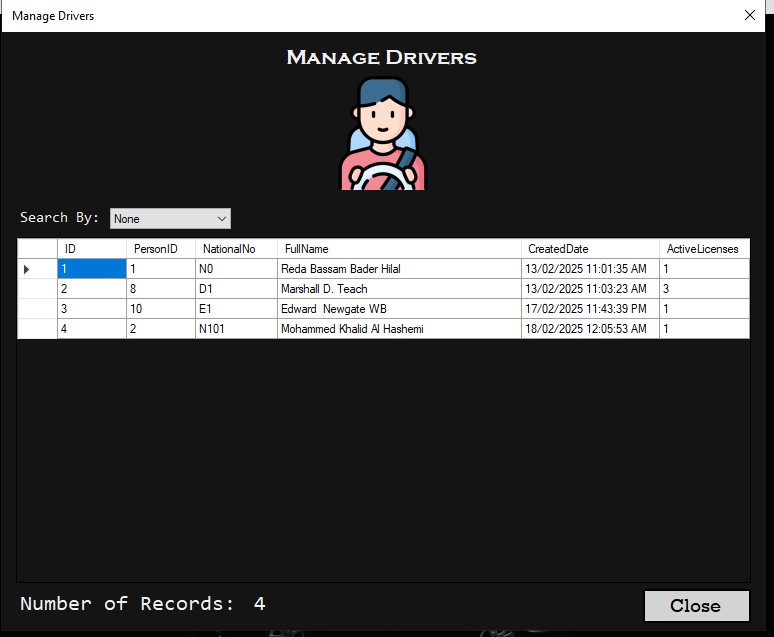 Manage Drivers
MANAGE DRIVERS
Search By: None
ID PersonID NationalNo FullName CreatedDate ActiveLicenses
1 1 N0 Reda Bassam Bader Hilal 13/02/2025 11:01:35 AM 1
2 8 D1 Marshall D. Teach 13/02/2025 11:03:23 AM 3
3 10 E1 Edward  Newgate WB 17/02/2025 11:43:39 PM 1
4 2 N101 Mohammed Khalid Al Hashemi 18/02/2025 12:05:53 AM 1
Number of Records: 4
Close